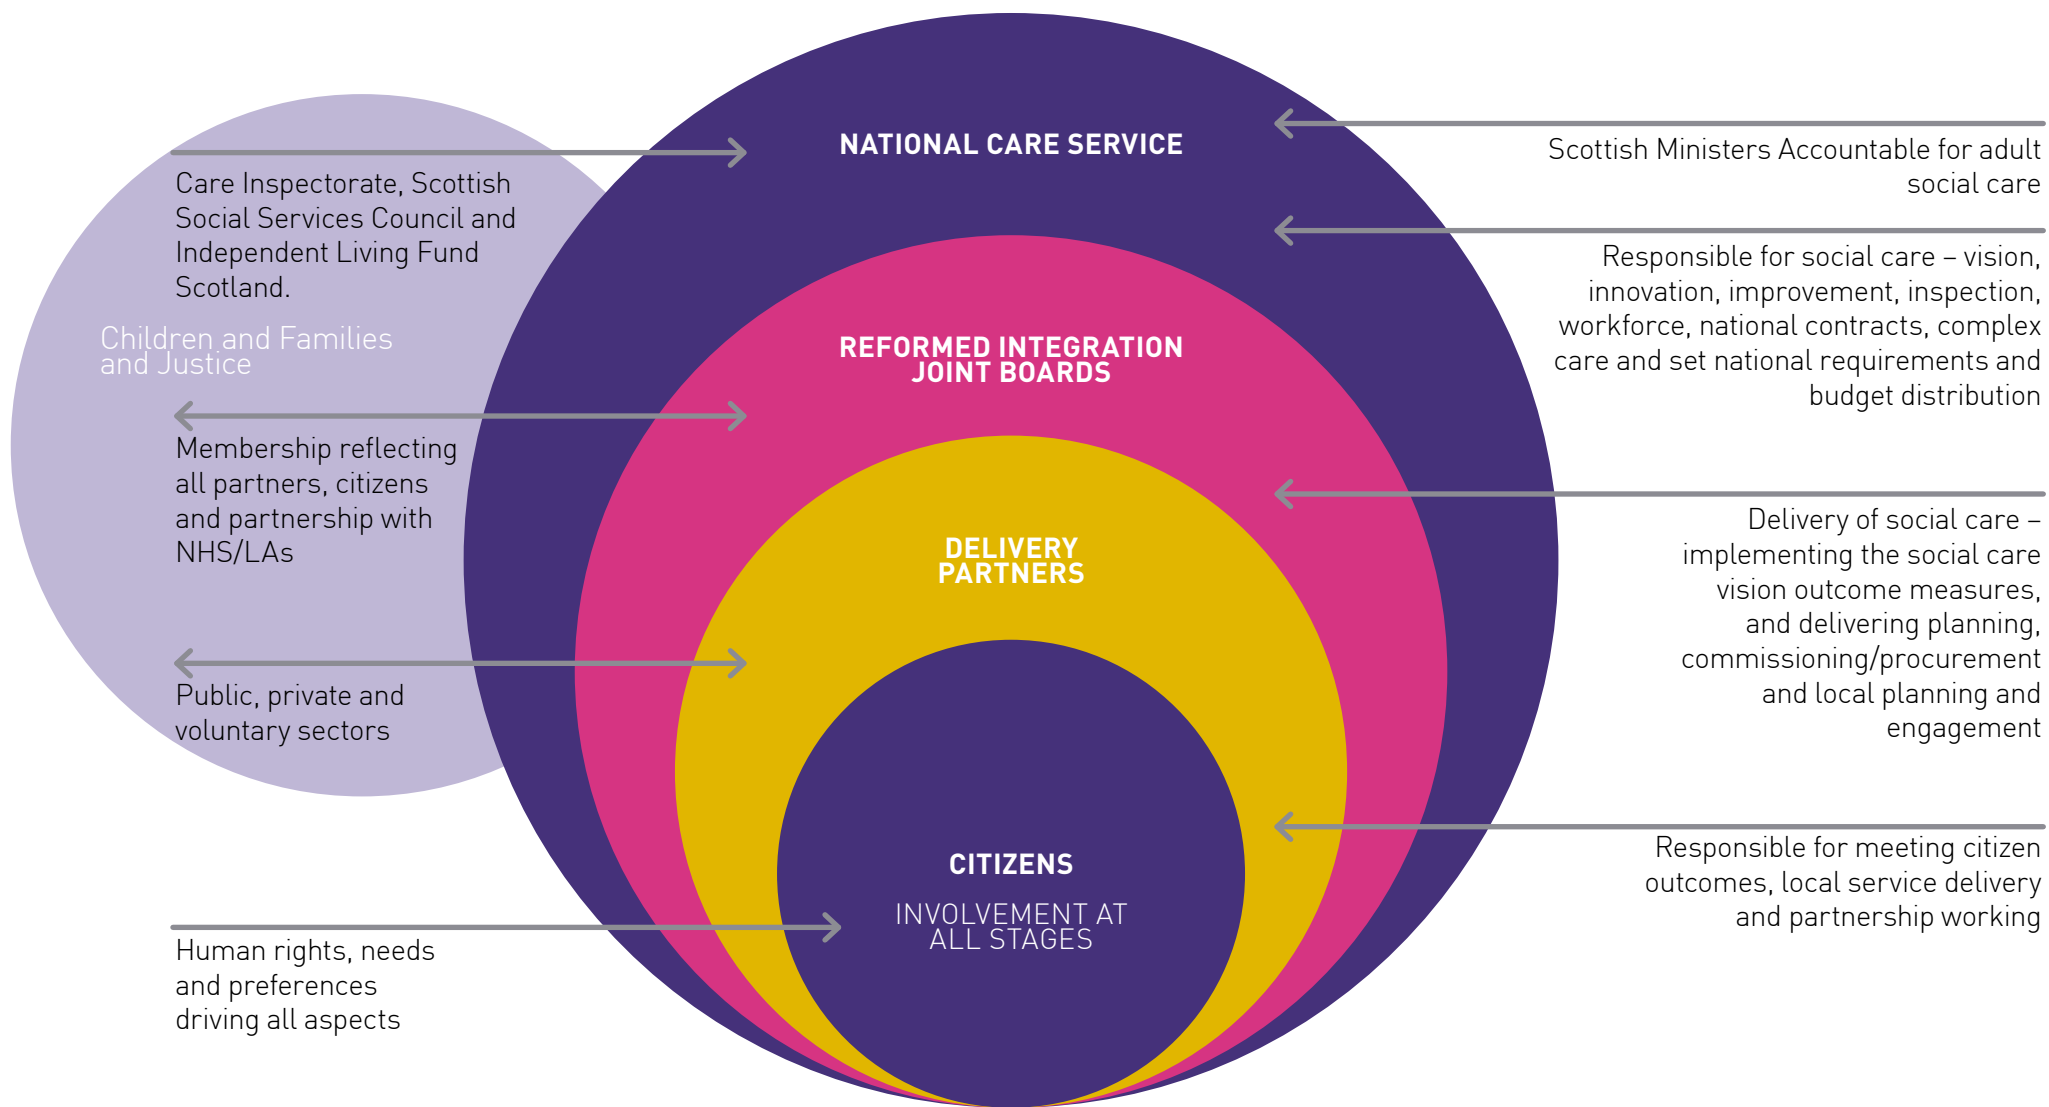 NATIONAL CARE SERVICE
Care Inspectorate, Scottish
Social Services Council and
Independent Living Fund
Scotland.
Children and Families
and Justice
Membership reflecting
all partners, citizens
and partnership with
NHS/LAs
Public, private and
voluntary sectors
Human rights, needs
and preferences
driving all aspects
REFORMED INTEGRATION
JOINT BOARDS
DELIVERY
PARTNERS
CITIZENS
INVOLVEMENT AT
ALL STAGES
Scottish Ministers Accountable for adult
social care
Responsible for social care – vision,
innovation, improvement, inspection,
workforce, national contracts, complex
care and set national requirements and
budget distribution
Delivery of social care –
implementing the social care
vision outcome measures,
and delivering planning,
commissioning/procurement
and local planning and
engagement
Responsible for meeting citizen
outcomes, local service delivery
and partnership working